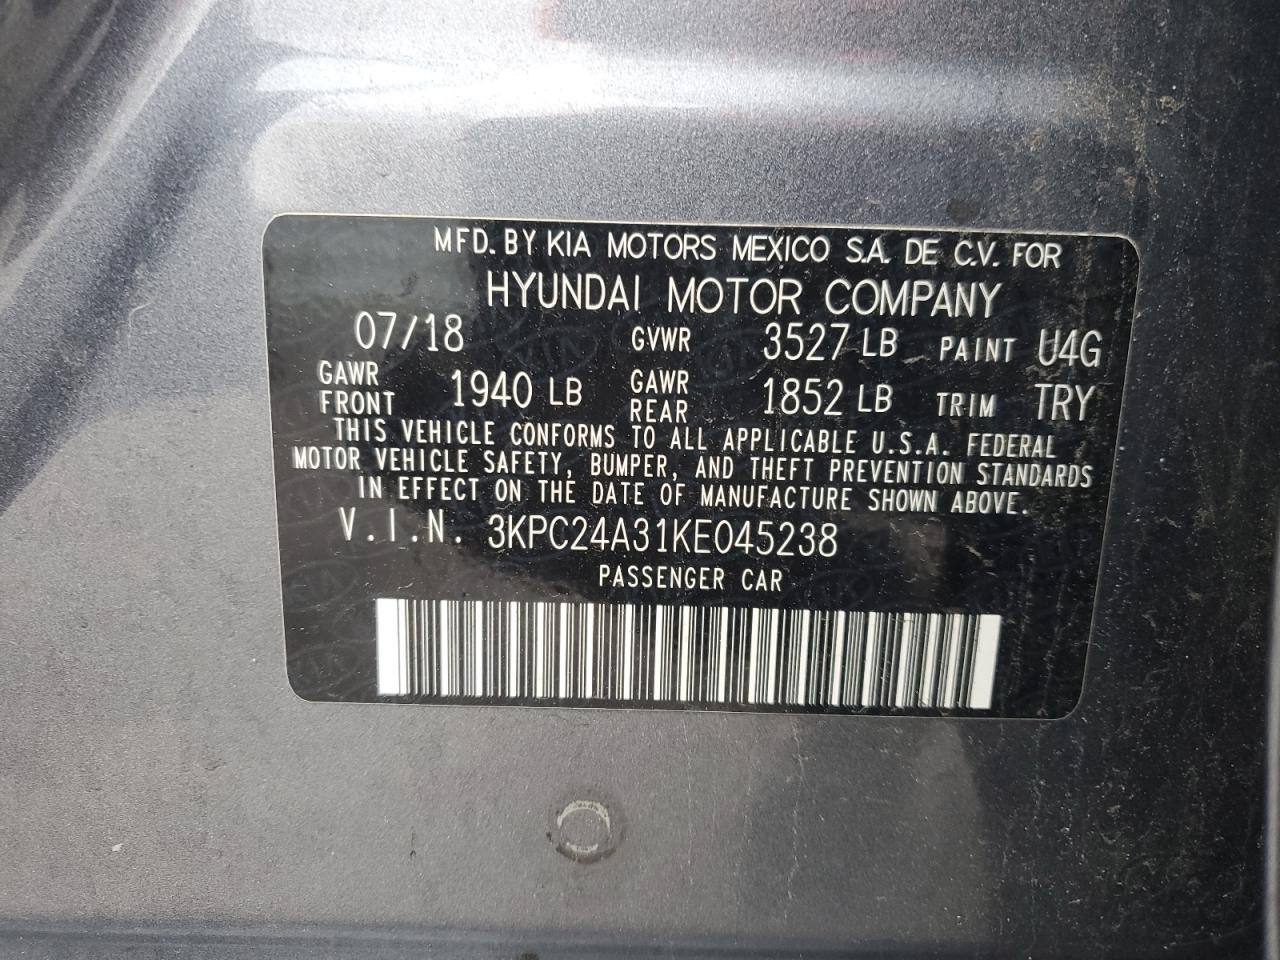 MFD. BY KIA MOTORS MEXICO S.A. DE C.V. FOR
HYUNDAI MOTOR COMPANY
07/18 GVWR 3527 LB PAINT U4G
GAWR FRONT 1940 LB GAWR REAR 1852 LB TRIM TRY
THIS VEHICLE CONFORMS TO ALL APPLICABLE U.S.A. FEDERAL
MOTOR VEHICLE SAFETY, BUMPER, AND THEFT PREVENTION STANDARDS
IN EFFECT ON THE DATE OF MANUFACTURE SHOWN ABOVE.
V.I.N. 3KPC24A31KE045238
PASSENGER CAR